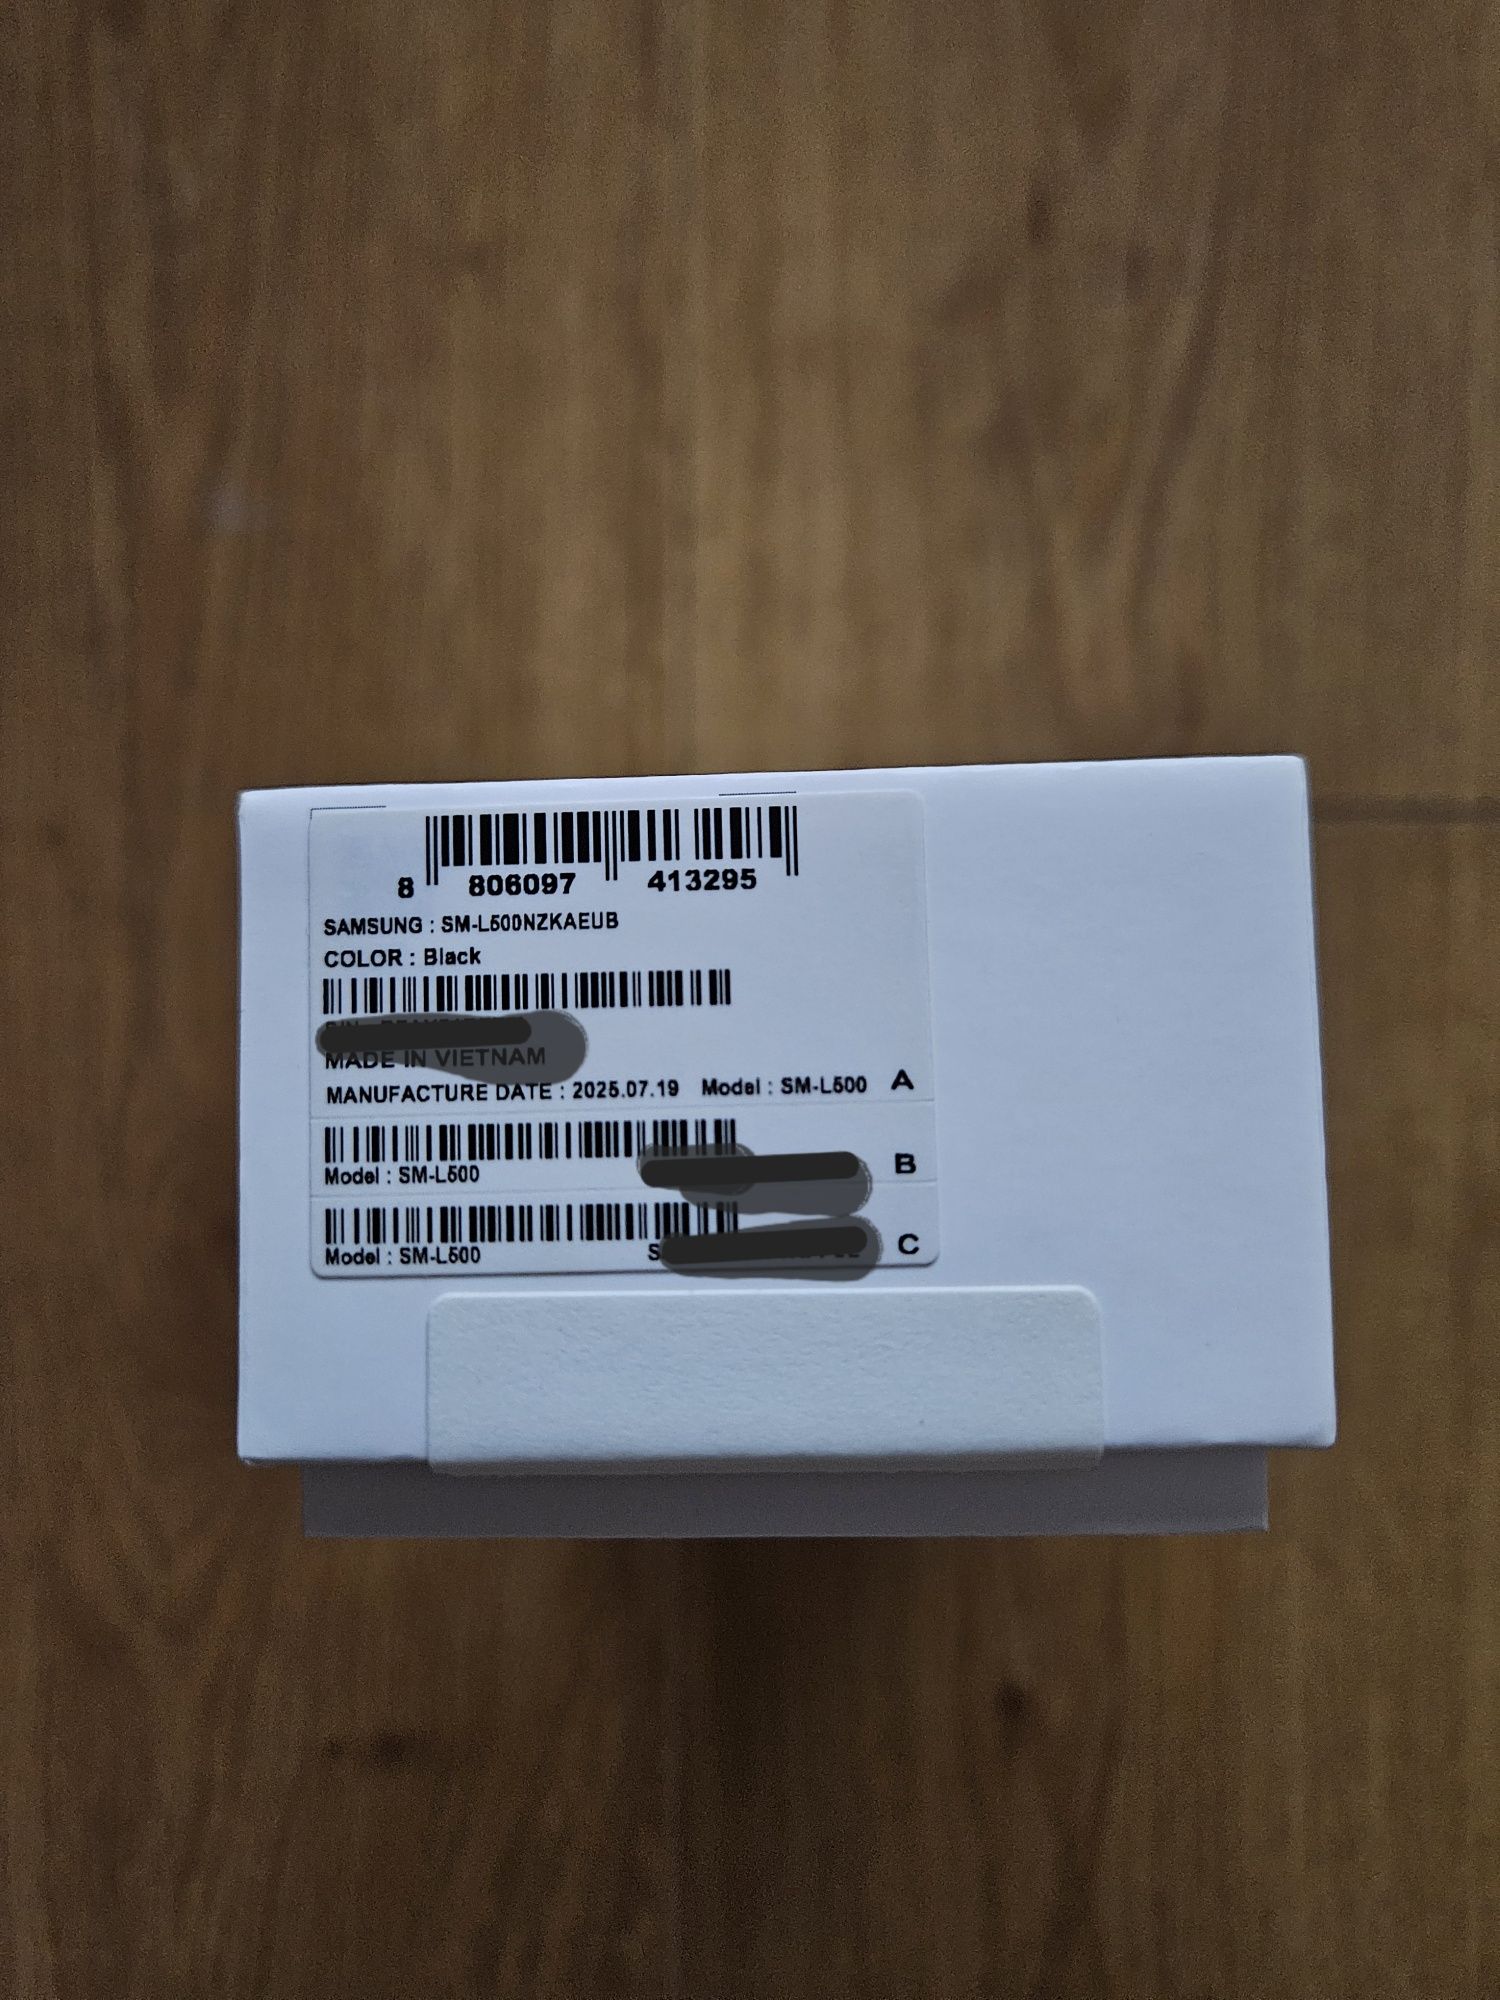 8 806097 413295
SAMSUNG : SM-L500NZKAEUB
COLOR : Black
MADE IN VIETNAM
MANUFACTURE DATE : 2025.07.19 Model : SM-L500 A
Model : SM-L500 B
Model : SM-L500 C